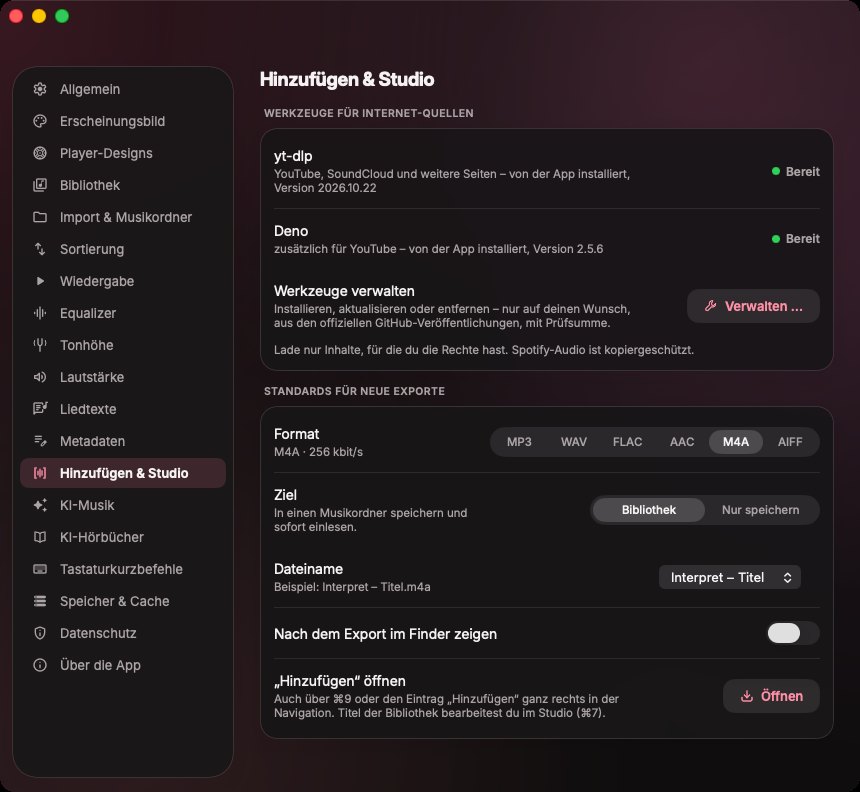 Allgemein
Erscheinungsbild
Player-Designs
Bibliothek
Import & Musikordner
Sortierung
Wiedergabe
Equalizer
Tonhöhe
Lautstärke
Liedtexte
Metadaten
Hinzufügen & Studio
KI-Musik
KI-Hörbücher
Tastaturkurzbefehle
Speicher & Cache
Datenschutz
Über die App
Hinzufügen & Studio
WERKZEUGE FÜR INTERNET-QUELLEN
yt-dlp
YouTube, SoundCloud und weitere Seiten – von der App installiert,
Version 2026.10.22
Bereit
Deno
zusätzlich für YouTube – von der App installiert, Version 2.5.6
Bereit
Werkzeuge verwalten
Installieren, aktualisieren oder entfernen – nur auf deinen Wunsch,
aus den offiziellen GitHub-Veröffentlichungen, mit Prüfsumme.
Verwalten ...
Lade nur Inhalte, für die du die Rechte hast. Spotify-Audio ist kopiergeschützt.
STANDARDS FÜR NEUE EXPORTE
Format
M4A · 256 kbit/s
MP3 WAV FLAC AAC M4A AIFF
Ziel
In einen Musikordner speichern und
sofort einlesen.
Bibliothek Nur speichern
Dateiname
Beispiel: Interpret – Titel.m4a
Interpret – Titel
Nach dem Export im Finder zeigen
„Hinzufügen“ öffnen
Auch über ⌘9 oder den Eintrag „Hinzufügen“ ganz rechts in der
Navigation. Titel der Bibliothek bearbeitest du im Studio (⌘7).
Öffnen